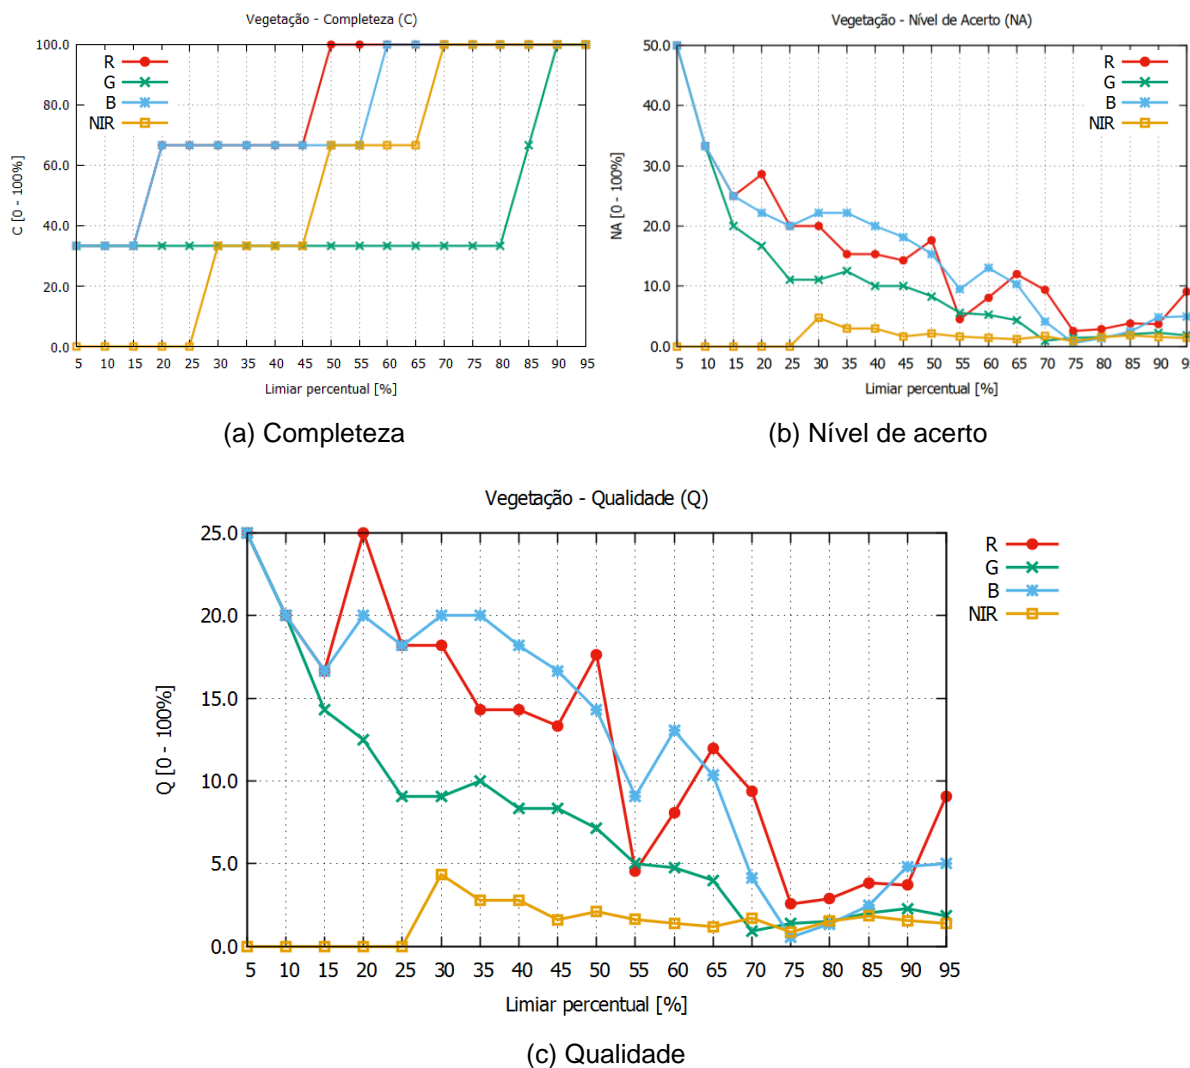 Vegetação - Completeza (C)
100.0
80.0
60.0
40.0
20.0
0.0
C [0 - 100%]
R
G
B
NIR
5 10 15 20 25 30 35 40 45 50 55 60 65 70 75 80 85 90 95
Limiar percentual [%]
(a) Completeza
Vegetação - Nível de Acerto (NA)
50.0
40.0
30.0
20.0
10.0
0.0
NA [0 - 100%]
R
G
B
NIR
5 10 15 20 25 30 35 40 45 50 55 60 65 70 75 80 85 90 95
Limiar percentual [%]
(b) Nível de acerto
Vegetação - Qualidade (Q)
25.0
20.0
15.0
10.0
5.0
0.0
Q [0 - 100%]
R
G
B
NIR
5 10 15 20 25 30 35 40 45 50 55 60 65 70 75 80 85 90 95
Limiar percentual [%]
(c) Qualidade